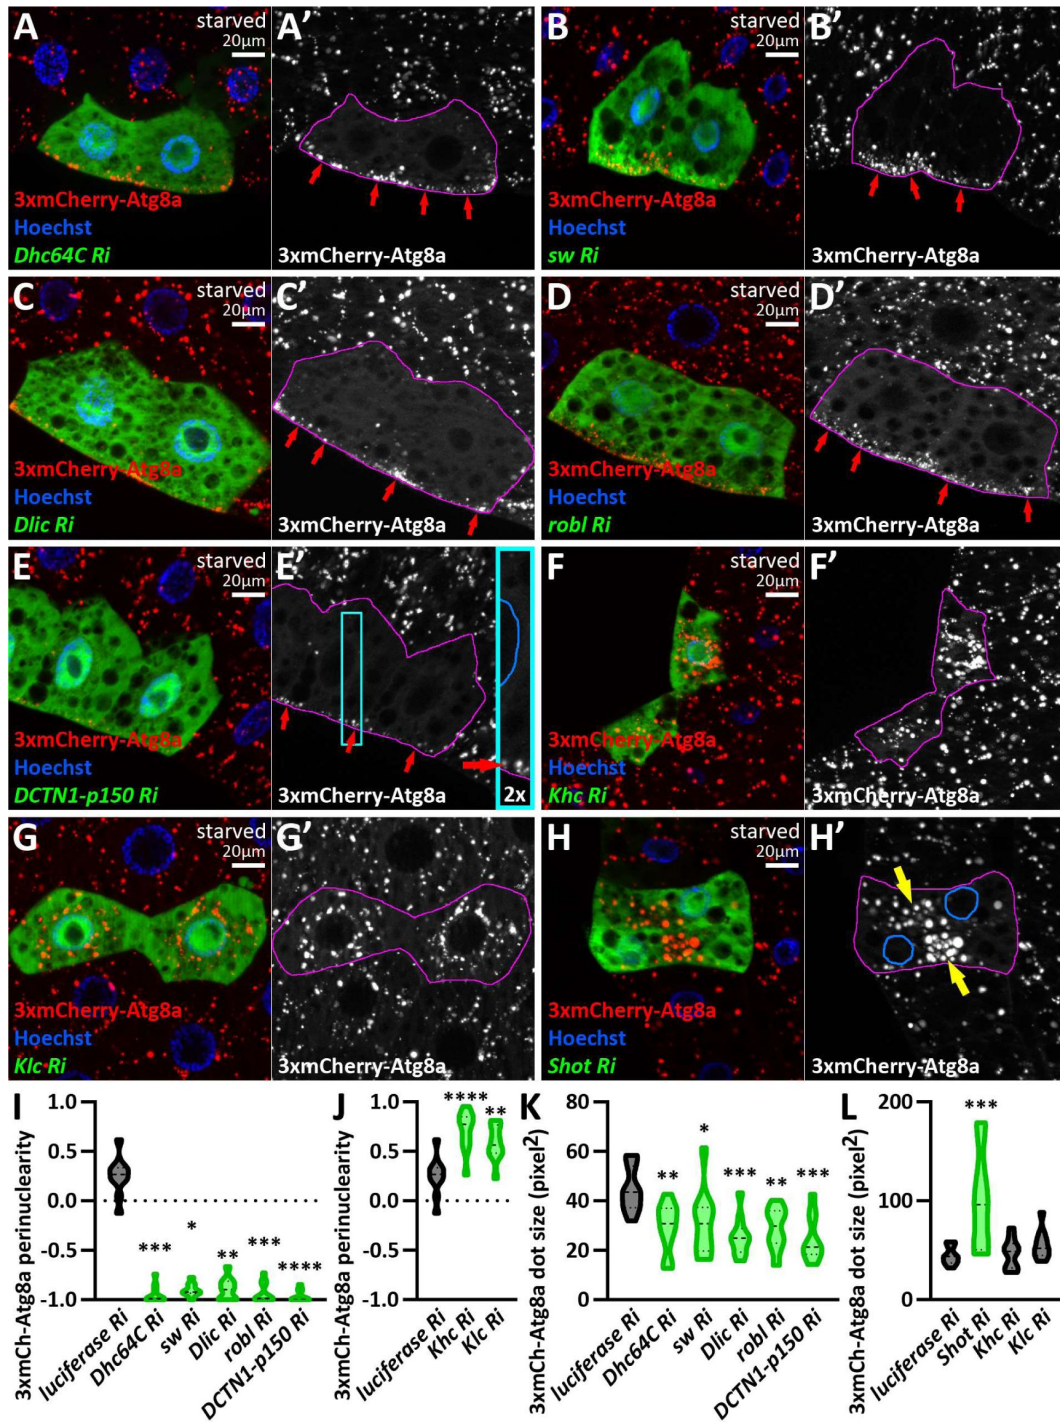 A
starved
20µm
3xmCherry-Atg8a
Hoechst
Dhc64C Ri
A'
3xmCherry-Atg8a
B
starved
20µm
3xmCherry-Atg8a
Hoechst
sw Ri
B'
3xmCherry-Atg8a
C
starved
20µm
3xmCherry-Atg8a
Hoechst
Dlic Ri
C'
3xmCherry-Atg8a
D
starved
20µm
3xmCherry-Atg8a
Hoechst
robl Ri
D'
3xmCherry-Atg8a
E
starved
20µm
3xmCherry-Atg8a
Hoechst
DCTN1-p150 Ri
E'
3xmCherry-Atg8a
2x
F
starved
20µm
3xmCherry-Atg8a
Hoechst
Khc Ri
F'
3xmCherry-Atg8a
G
starved
20µm
3xmCherry-Atg8a
Hoechst
Klc Ri
G'
3xmCherry-Atg8a
H
starved
20µm
3xmCherry-Atg8a
Hoechst
Shot Ri
H'
3xmCherry-Atg8a
I
3xmCh-Atg8a perinuclearity
1.0
0.5
0.0
-0.5
-1.0
***
*
**
***
****
luciferase Ri
Dhc64C Ri
sw Ri
Dlic Ri
robl Ri
DCTN1-p150 Ri
J
3xmCh-Atg8a perinuclearity
1.0
0.5
0.0
-0.5
-1.0
****
**
luciferase Ri
Khc Ri
Klc Ri
K
3xmCh-Atg8a dot size (pixel²)
80
60
40
20
0
**
*
***
**
***
luciferase Ri
Dhc64C Ri
sw Ri
Dlic Ri
robl Ri
DCTN1-p150 Ri
L
3xmCh-Atg8a dot size (pixel²)
200
100
0
***
luciferase Ri
Shot Ri
Khc Ri
Klc Ri